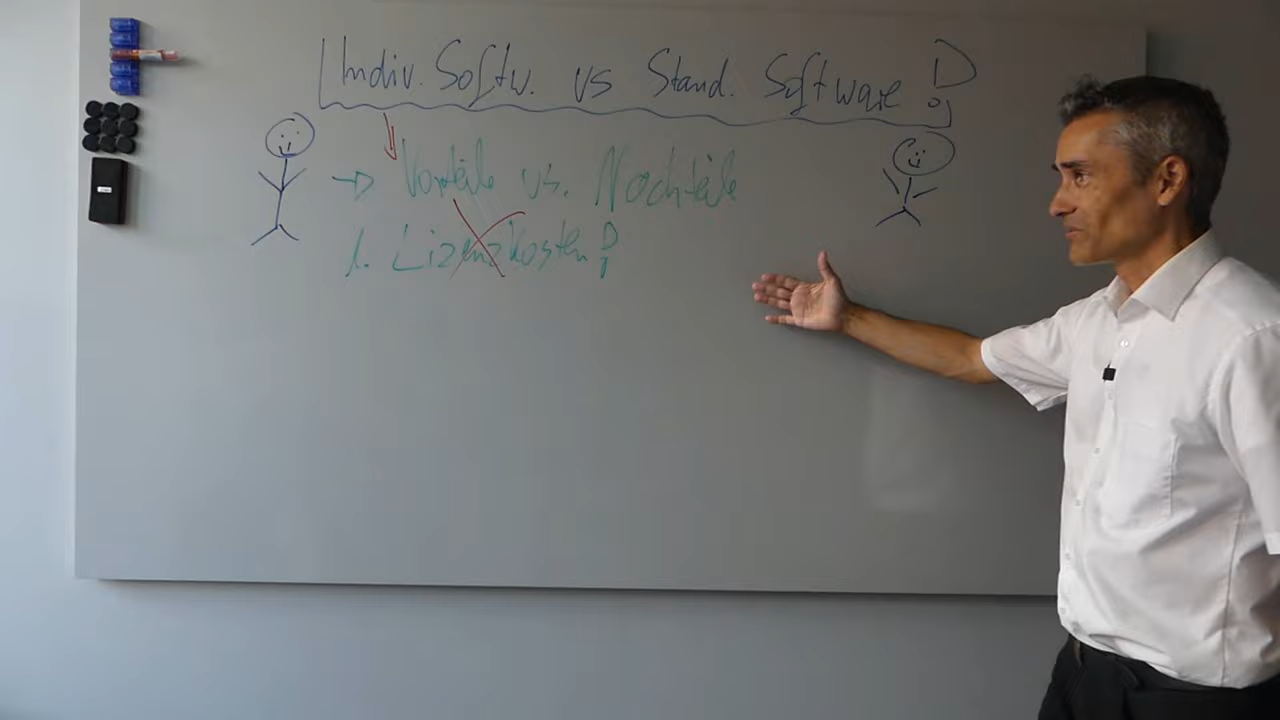 Indiv. Softw. vs Stand. Software ?
→ Vorteile vs. Nachteile
1. Lizenzkosten?